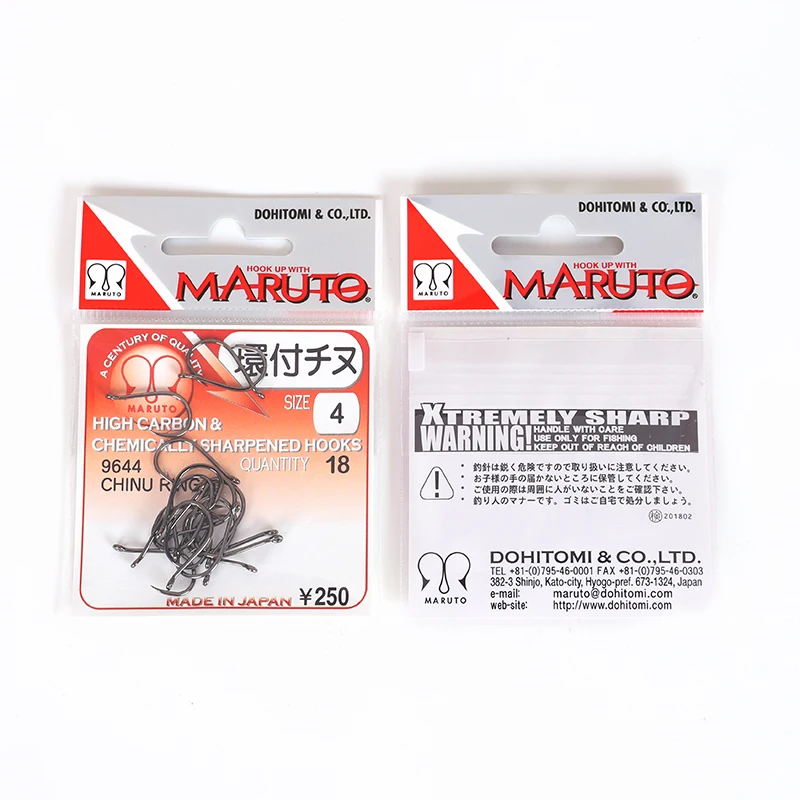 DOHITOMI & CO.,LTD.
HOOK UP WITH
MARUTO®
MARUTO
A CENTURY OF QUALITY
環付チヌ
MARUTO
SIZE 4
HIGH CARBON &
CHEMICALLY SHARPENED HOOKS
9644 QUANTITY 18
CHINU RING
MADE IN JAPAN ¥250
DOHITOMI & CO.,LTD.
HOOK UP WITH
MARUTO®
MARUTO
XTREMELY SHARP
WARNING!
HANDLE WITH CARE
USE ONLY FOR FISHING
KEEP OUT OF REACH OF CHILDREN
・釣針は鋭く危険ですので取り扱いに注意してください。
・お子様の手の届かないところに保管してください。
・ご使用の際は周囲に人がいないことをご確認下さい。
・釣り人のマナーです。ゴミはご自宅で処分しましょう。
検 201802
DOHITOMI & CO.,LTD.
TEL +81-(0)795-46-0001 FAX +81-(0)795-46-0303
382-3 Shinjo, Kato-city, Hyogo-pref. 673-1324, Japan
MARUTO
e-mail: maruto@dohitomi.com
web-site: http://www.dohitomi.com